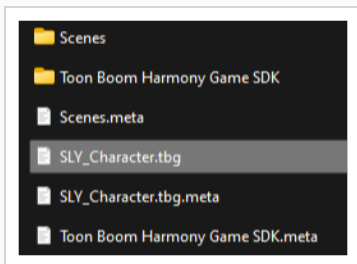 Scenes
Toon Boom Harmony Game SDK
Scenes.meta
SLY_Character.tbg
SLY_Character.tbg.meta
Toon Boom Harmony Game SDK.meta